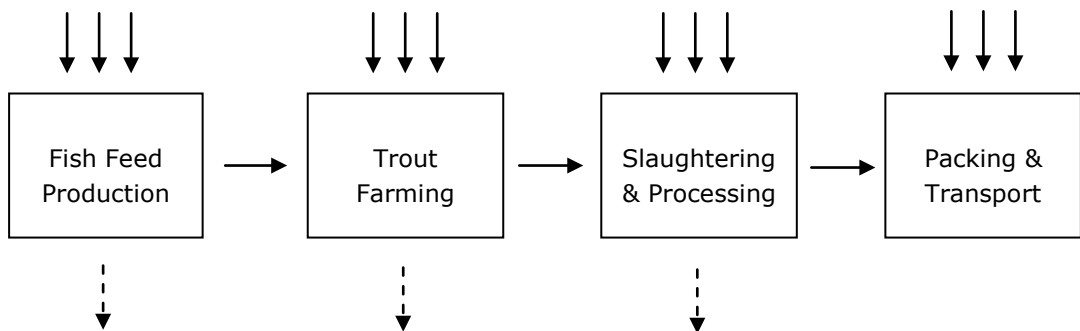 Fish Feed
Production
Trout
Farming
Slaughtering
& Processing
Packing &
Transport